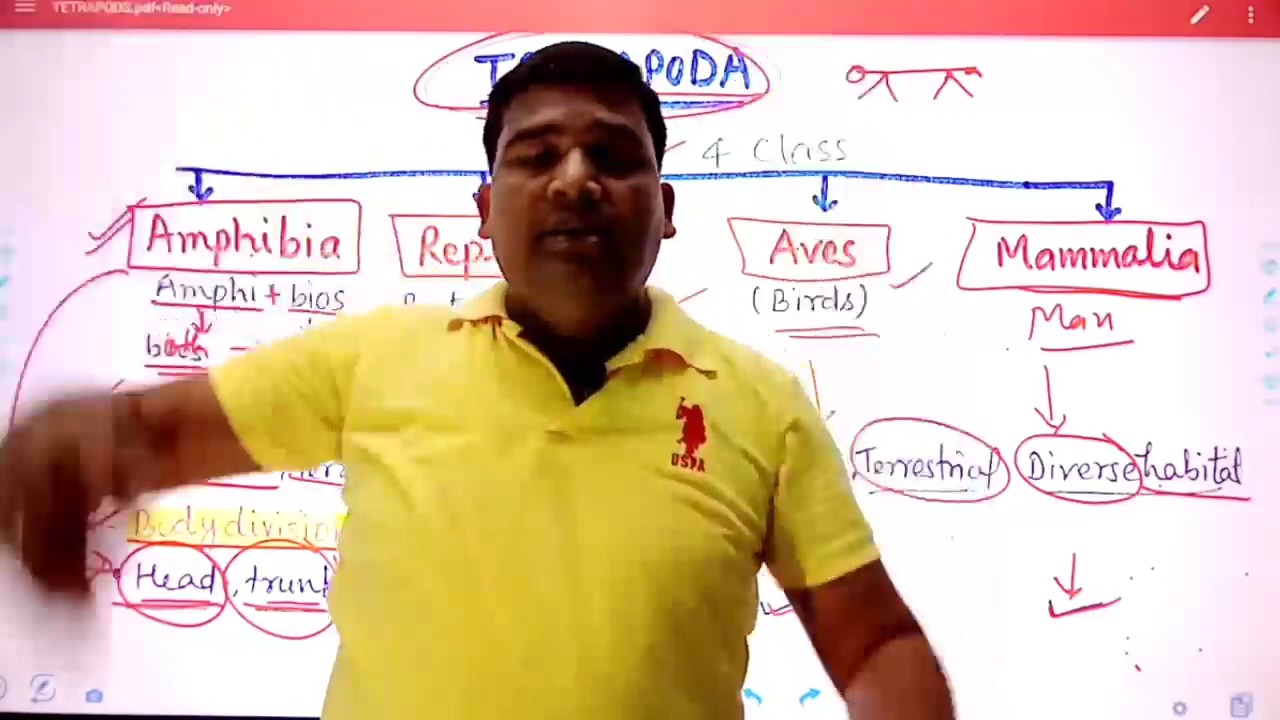 TETRAPODS.pdf<Read-only>
PODA
4 Class
Amphibia
Aves
Mammalia
Amphi + bios
(Birds)
Man
Terrestrial
Diverse habitat
Body division
Head, trunk
USPA